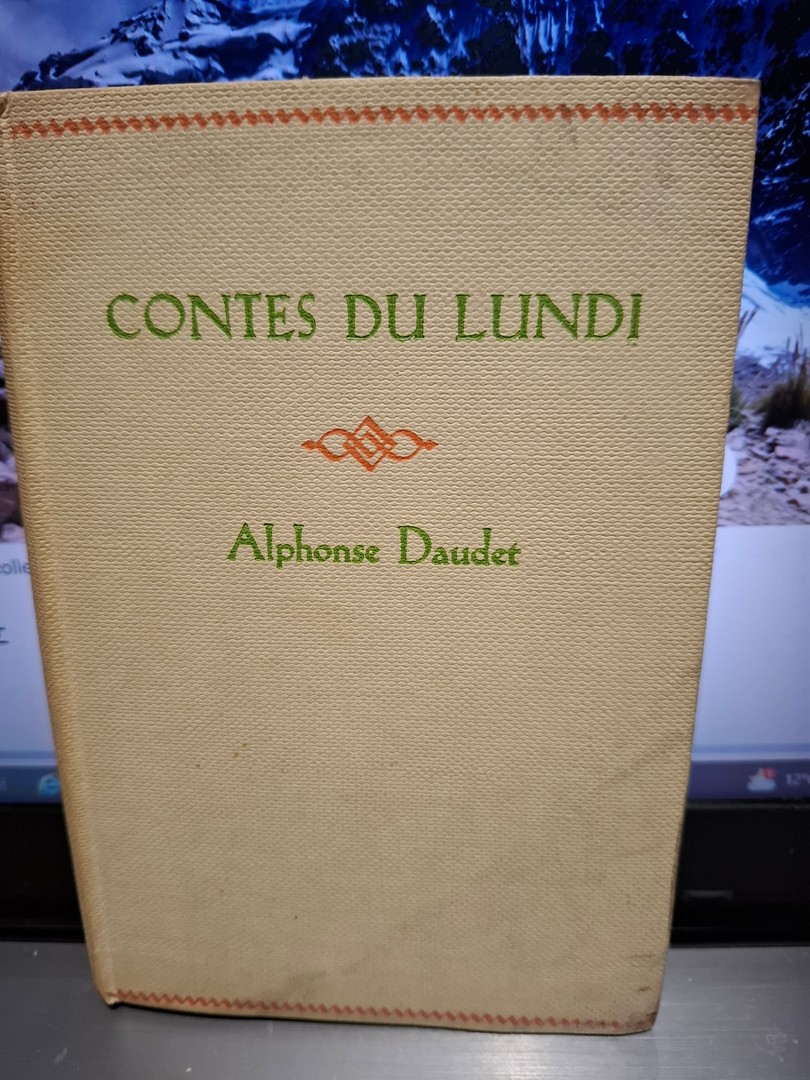 CONTES DU LUNDI
Alphonse Daudet